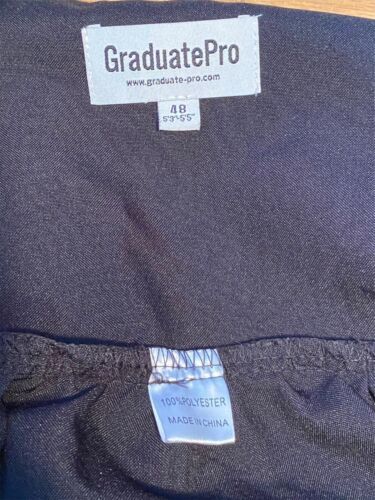 GraduatePro
www.graduate-pro.com
48
5'3"-5'5"
100%POLYESTER
MADE IN CHINA